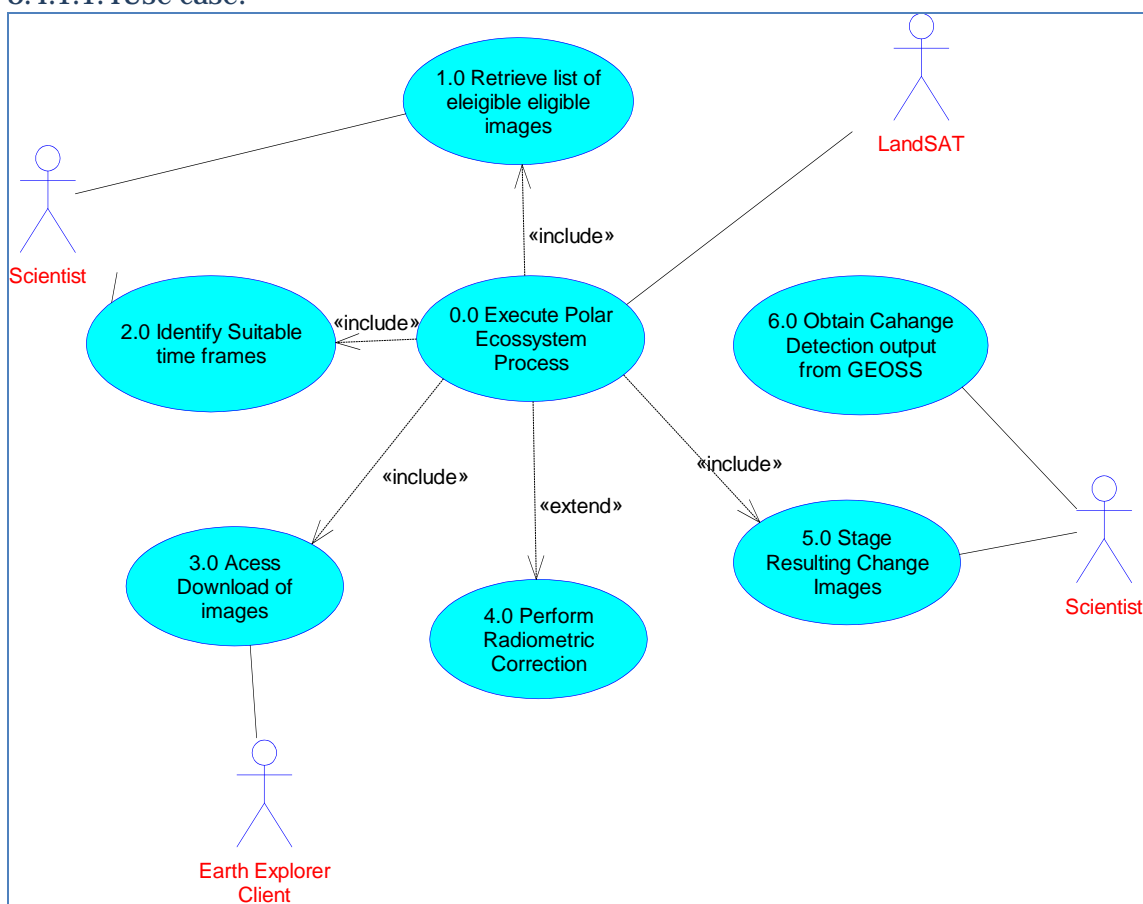 1.0 Retrieve list of
eleigible eligible
images
LandSAT
«include»
Scientist
2.0 Identify Suitable
time frames
«include»
0.0 Execute Polar
Ecosystem
Process
6.0 Obtain Cahange
Detection output
from GEOSS
«include»
«extend»
«include»
3.0 Acess
Download of
images
4.0 Perform
Radiometric
Correction
5.0 Stage
Resulting Change
Images
Scientist
Earth Explorer
Client